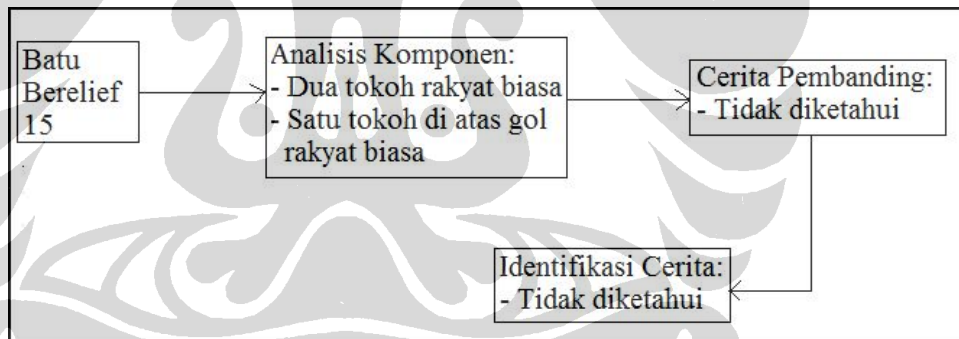 Batu
Berelief
15
Analisis Komponen:
- Dua tokoh rakyat biasa
- Satu tokoh di atas gol
rakyat biasa
Cerita Pembanding:
- Tidak diketahui
Identifikasi Cerita:
- Tidak diketahui